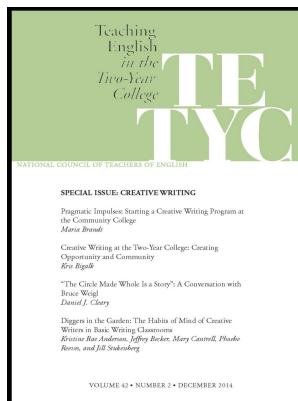 Teaching
English
in the
Two-Year
College
TE
TYC
NATIONAL COUNCIL OF TEACHERS OF ENGLISH
SPECIAL ISSUE: CREATIVE WRITING
Pragmatic Impulses: Starting a Creative Writing Program at
the Community College
Maria Brandt
Creative Writing at the Two-Year College: Creating
Opportunity and Community
Kris Bigalk
“The Circle Made Whole Is a Story”: A Conversation with
Bruce Weigl
Daniel J. Cleary
Diggers in the Garden: The Habits of Mind of Creative
Writers in Basic Writing Classrooms
Kristine Rae Anderson, Jeffrey Becker, Mary Cantrell, Phoebe
Reeves, and Jill Stukenberg
VOLUME 42 • NUMBER 2 • DECEMBER 2014